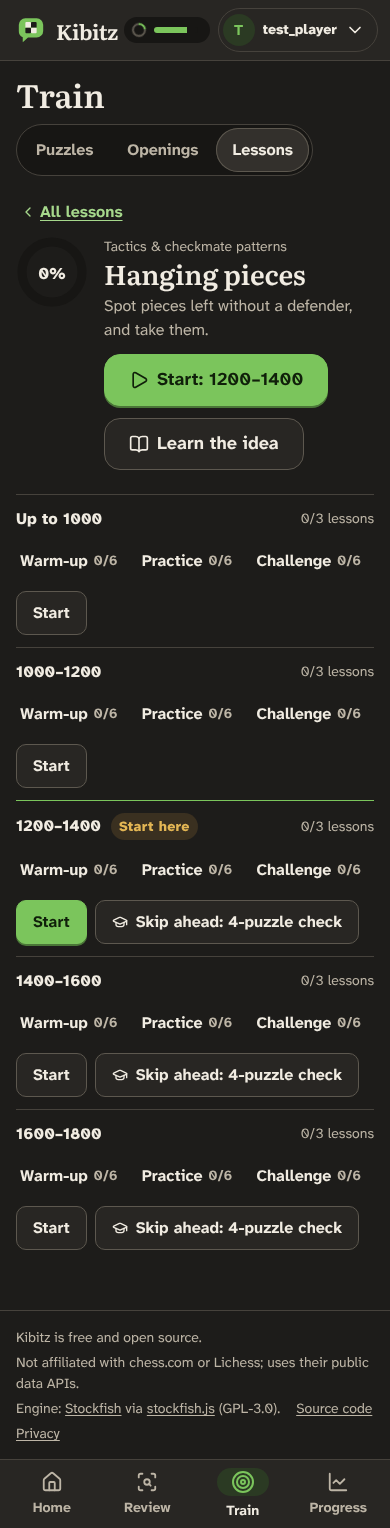 Kibitz
T
test_player
Train
Puzzles
Openings
Lessons
All lessons
0%
Tactics & checkmate patterns
Hanging pieces
Spot pieces left without a defender,
and take them.
Start: 1200–1400
Learn the idea
Up to 1000 0/3 lessons
Warm-up 0/6 Practice 0/6 Challenge 0/6
Start
1000–1200 0/3 lessons
Warm-up 0/6 Practice 0/6 Challenge 0/6
Start
1200–1400 Start here 0/3 lessons
Warm-up 0/6 Practice 0/6 Challenge 0/6
Start Skip ahead: 4-puzzle check
1400–1600 0/3 lessons
Warm-up 0/6 Practice 0/6 Challenge 0/6
Start Skip ahead: 4-puzzle check
1600–1800 0/3 lessons
Warm-up 0/6 Practice 0/6 Challenge 0/6
Start Skip ahead: 4-puzzle check
Kibitz is free and open source.
Not affiliated with chess.com or Lichess; uses their public
data APIs.
Engine: Stockfish via stockfish.js (GPL-3.0). Source code
Privacy
Home Review Train Progress